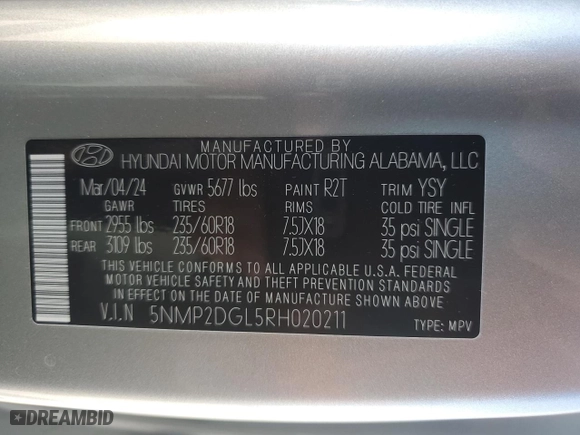 MANUFACTURED BY
HYUNDAI MOTOR MANUFACTURING ALABAMA, LLC
Mar/04/24 GVWR 5677 lbs PAINT R2T TRIM YSY
GAWR TIRES RIMS COLD TIRE INFL
FRONT 2955 lbs 235/60R18 7.5JX18 35 psi SINGLE
REAR 3109 lbs 235/60R18 7.5JX18 35 psi SINGLE
THIS VEHICLE CONFORMS TO ALL APPLICABLE U.S.A. FEDERAL
MOTOR VEHICLE SAFETY AND THEFT PREVENTION STANDARDS
IN EFFECT ON THE DATE OF MANUFACTURE SHOWN ABOVE.
V.I.N 5NMP2DGL5RH020211 TYPE: MPV
DREAMBID